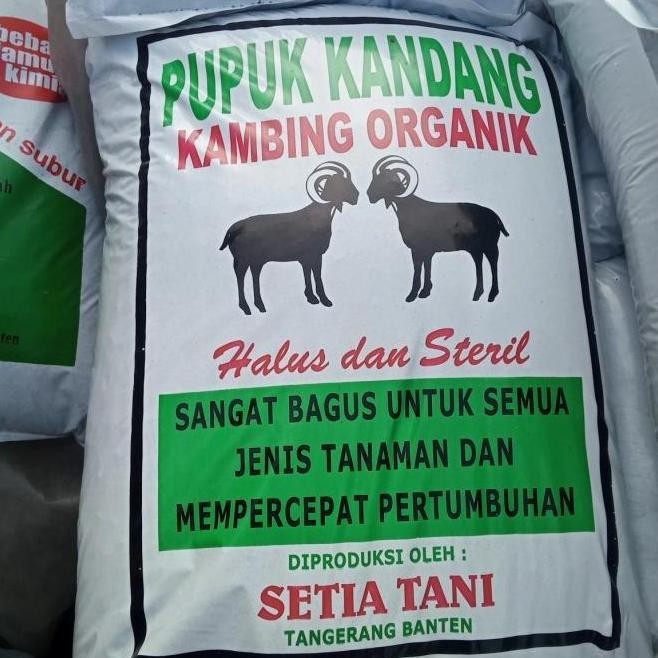 PUPUK KANDANG
KAMBING ORGANIK
Halus dan Steril
SANGAT BAGUS UNTUK SEMUA
JENIS TANAMAN DAN
MEMPERCEPAT PERTUMBUHAN
DIPRODUKSI OLEH :
SETIA TANI
TANGERANG BANTEN
subur